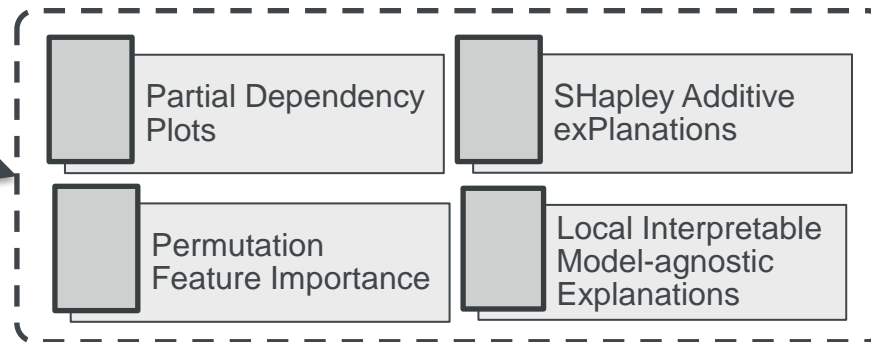 Partial Dependency
Plots
SHapley Additive
exPlanations
Permutation
Feature Importance
Local Interpretable
Model-agnostic
Explanations